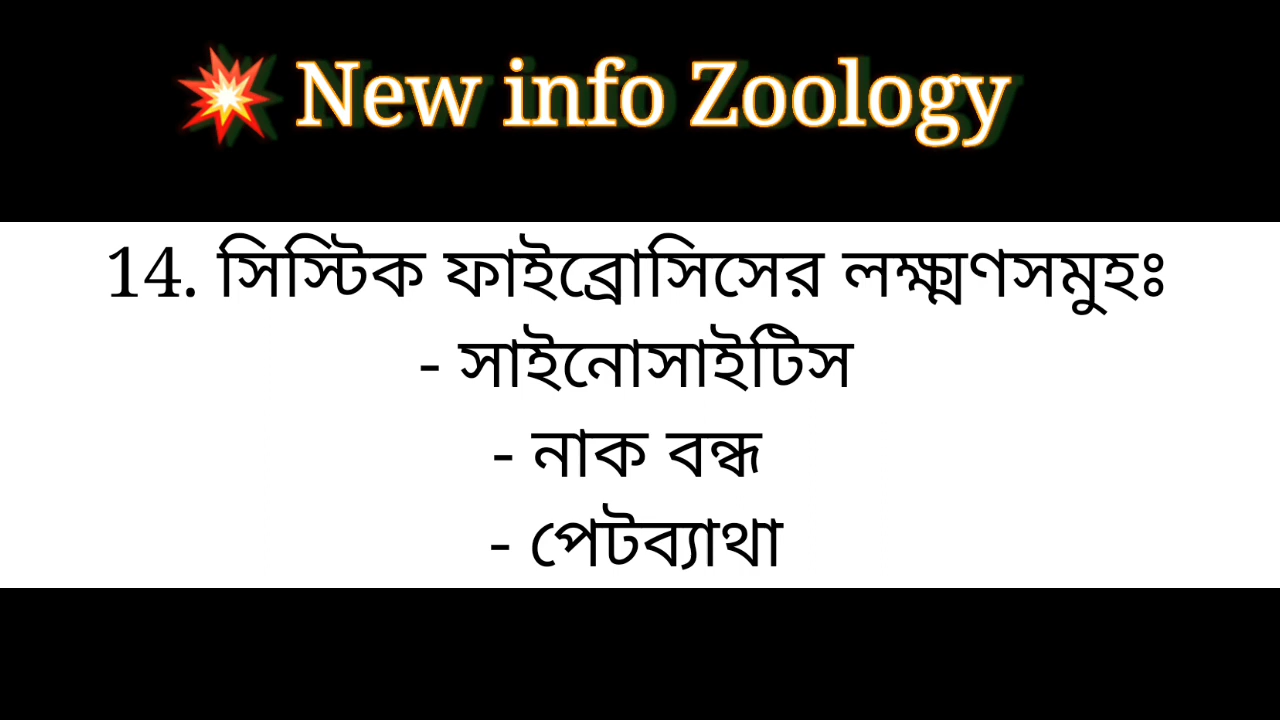 💥 New info Zoology
14. সিস্টিক ফাইব্রোসিসের লক্ষ্মণসমুহঃ
- সাইনোসাইটিস
- নাক বন্ধ
- পেটব্যাথা